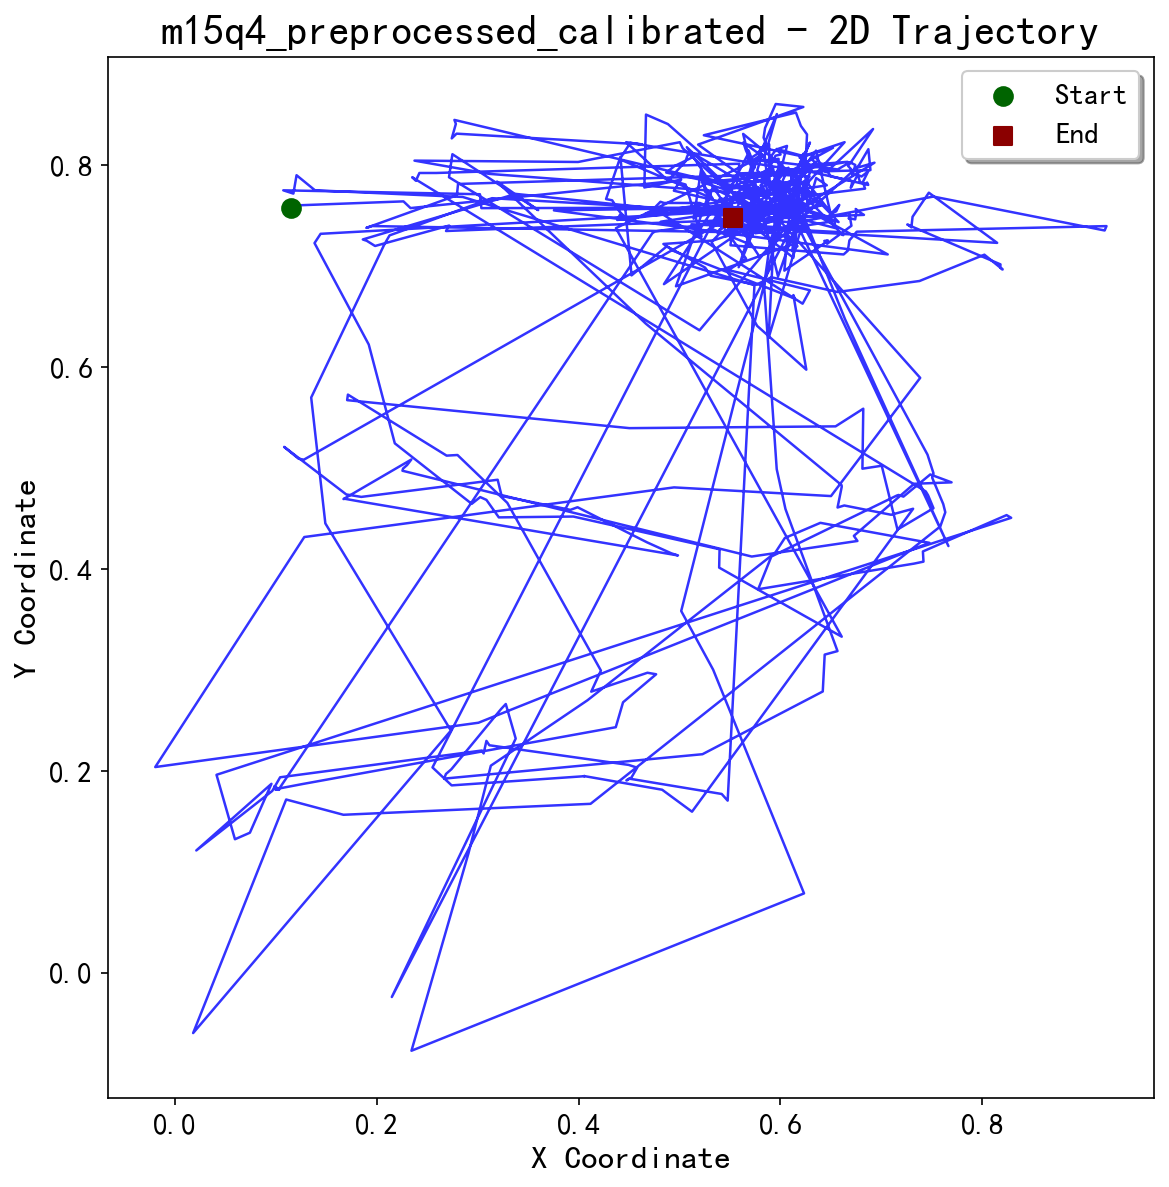 m15q4_preprocessed_calibrated - 2D Trajectory
Start
End
0.8
0.6
0.4
0.2
0.0
Y Coordinate
0.0 0.2 0.4 0.6 0.8
X Coordinate